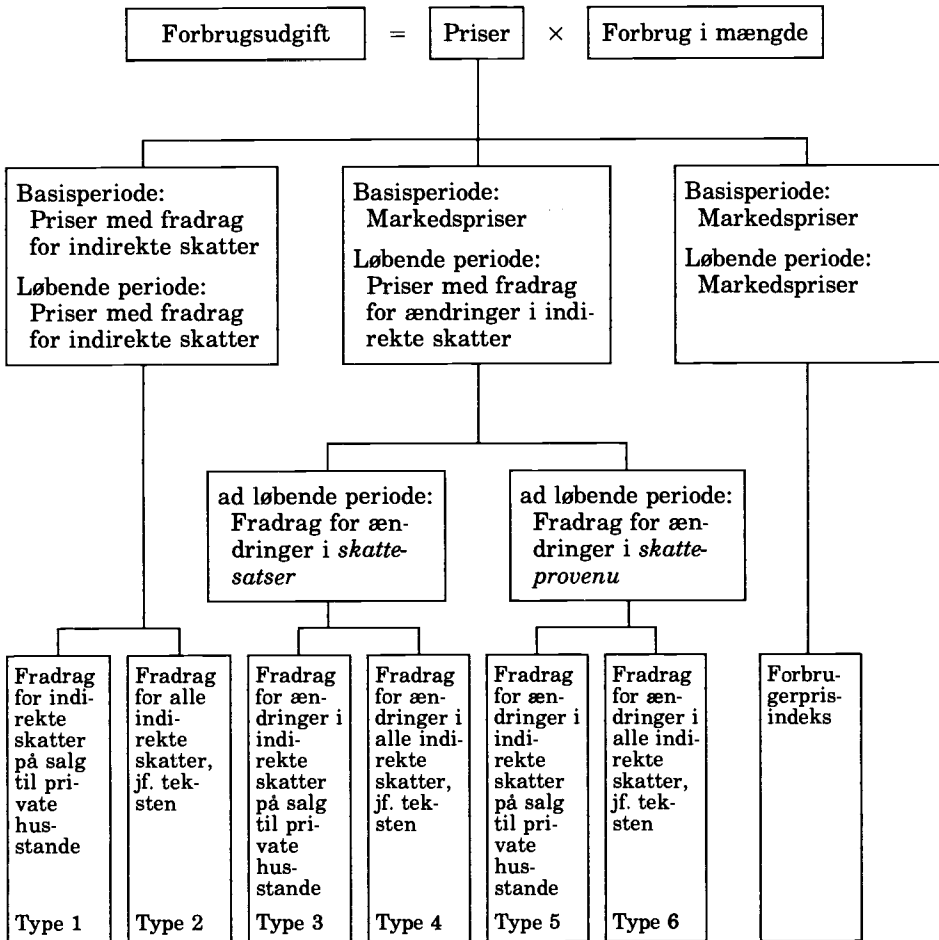 Forbrugsudgift = Priser × Forbrug i mængde
Basisperiode:
Priser med fradrag
for indirekte skatter
Løbende periode:
Priser med fradrag
for indirekte skatter
Basisperiode:
Markedspriser
Løbende periode:
Priser med fradrag
for ændringer i indi-
rekte skatter
Basisperiode:
Markedspriser
Løbende periode:
Markedspriser
ad løbende periode:
Fradrag for æn-
dringer i skatte-
satser
ad løbende periode:
Fradrag for æn-
dringer i skatte-
provenu
Fradrag
for indi-
rekte
skatter
på salg
til pri-
vate
hus-
stande
Type 1
Fradrag
for alle
indi-
rekte
skatter,
jf. tek-
sten
Type 2
Fradrag
for æn-
dringer i
indi-
rekte
skatter
på salg
til pri-
vate
hus-
stande
Type 3
Fradrag
for æn-
dringer i
alle indi-
rekte
skatter,
jf. tek-
sten
Type 4
Fradrag
for æn-
dringer i
indi-
rekte
skatter
på salg
til pri-
vate
hus-
stande
Type 5
Fradrag
for æn-
dringer i
alle indi-
rekte
skatter,
jf. tek-
sten
Type 6
Forbru-
gerpris-
indeks